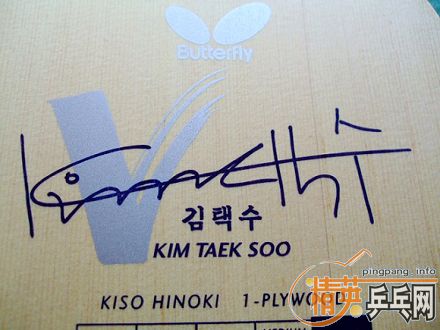 Butterfly
김택수
KIM TAEK SOO
pingpang.info
精英乒乓网
KISO HINOKI 1-PLYWOOD